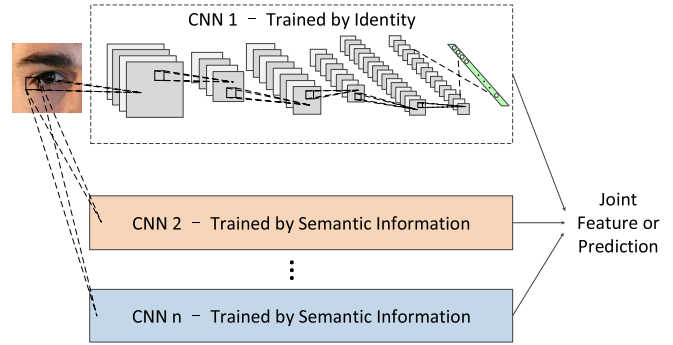 CNN 1 – Trained by Identity
CNN 2 – Trained by Semantic Information
CNN n – Trained by Semantic Information
Joint
Feature or
Prediction